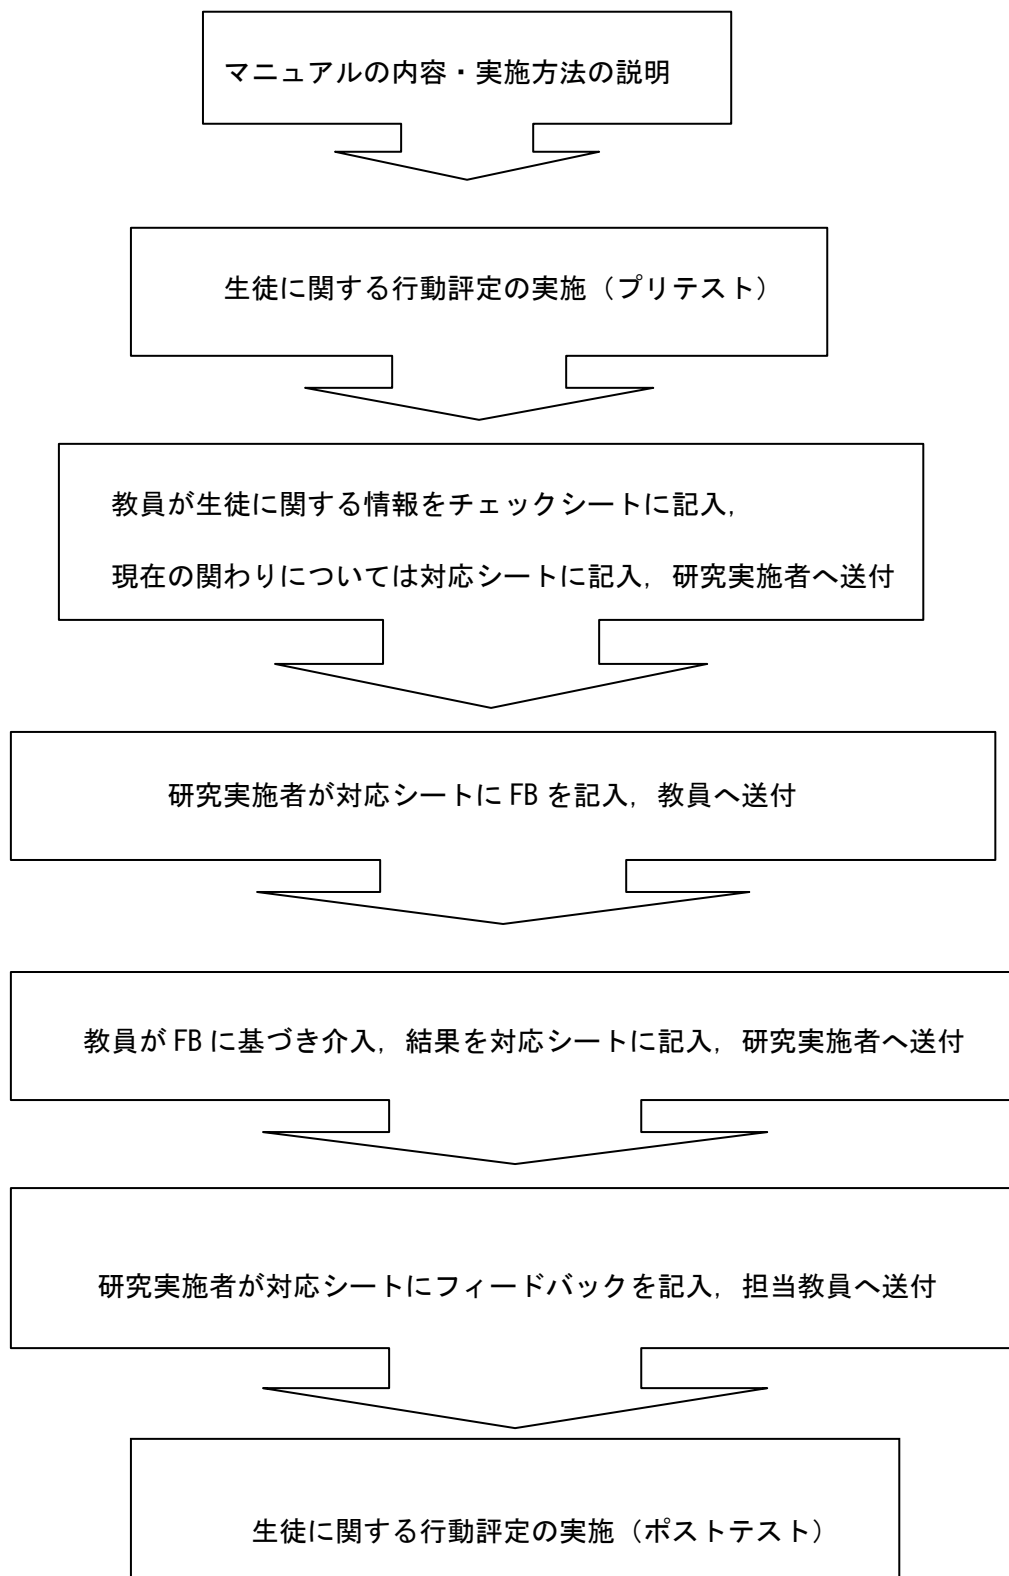 マニュアルの内容・実施方法の説明
生徒に関する行動評定の実施（プリテスト）
教員が生徒に関する情報をチェックシートに記入，
現在の関わりについては対応シートに記入，研究実施者へ送付
研究実施者が対応シートに FB を記入，教員へ送付
教員が FB に基づき介入，結果を対応シートに記入，研究実施者へ送付
研究実施者が対応シートにフィードバックを記入，担当教員へ送付
生徒に関する行動評定の実施（ポストテスト）